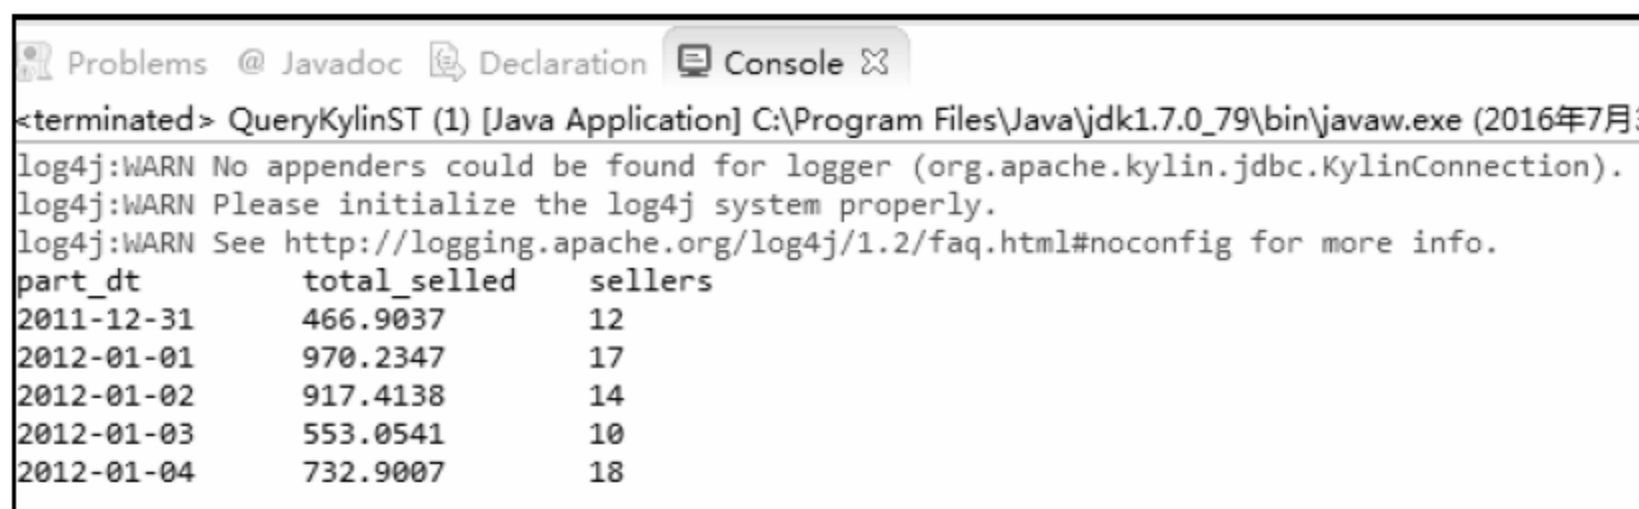 Problems @ Javadoc Declaration Console
<terminated> QueryKylinST (1) [Java Application] C:\Program Files\Java\jdk1.7.0_79\bin\javaw.exe (2016年7月
log4j:WARN No appenders could be found for logger (org.apache.kylin.jdbc.KylinConnection).
log4j:WARN Please initialize the log4j system properly.
log4j:WARN See http://logging.apache.org/log4j/1.2/faq.html#noconfig for more info.
part_dt total_selled sellers
2011-12-31 466.9037 12
2012-01-01 970.2347 17
2012-01-02 917.4138 14
2012-01-03 553.0541 10
2012-01-04 732.9007 18